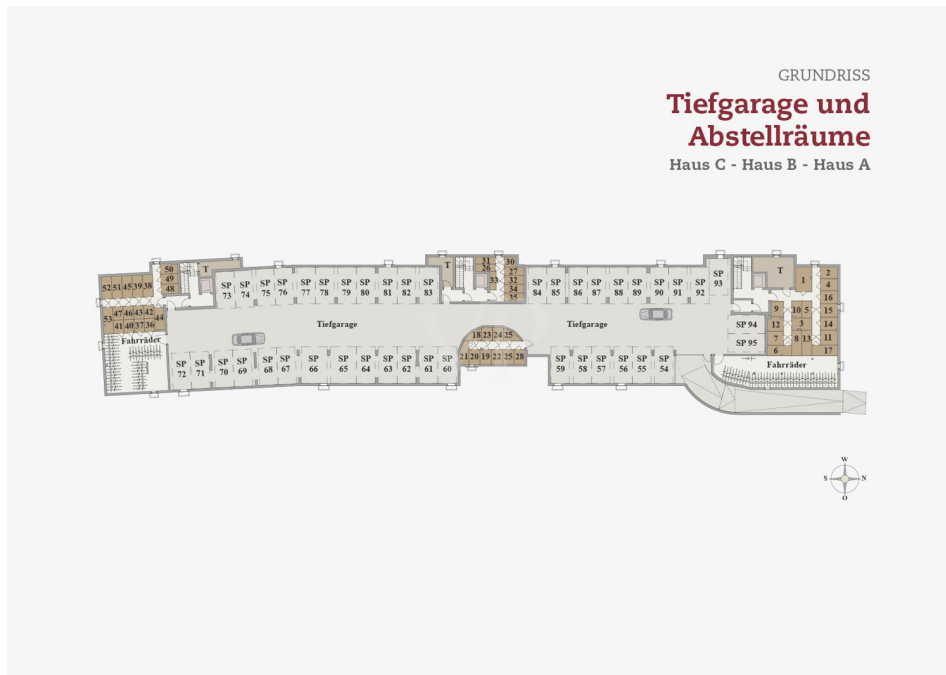 GRUNDRISS
Tiefgarage und
Abstellräume
Haus C - Haus B - Haus A
50
49
48
T
52 51 45 39 38
47 46 43 42
53
44
41 40 37 36
Fahrräder
SP 73
SP 74
SP 75
SP 76
SP 77
SP 78
SP 79
SP 80
SP 81
SP 82
SP 83
T
31
26
33
30
27
32
34
35
SP 84
SP 85
SP 86
SP 87
SP 88
SP 89
SP 90
SP 91
SP 92
SP 93
T
1
2
4
16
9
10
5
15
12
3
14
7
8
13
11
6
17
SP 94
SP 95
Tiefgarage
Tiefgarage
18 23 24 25
21 20 19 22 25 28
SP 72
SP 71
SP 70
SP 69
SP 68
SP 67
SP 66
SP 65
SP 64
SP 63
SP 62
SP 61
SP 60
SP 59
SP 58
SP 57
SP 56
SP 55
SP 54
Fahrräder
W
S
N
O